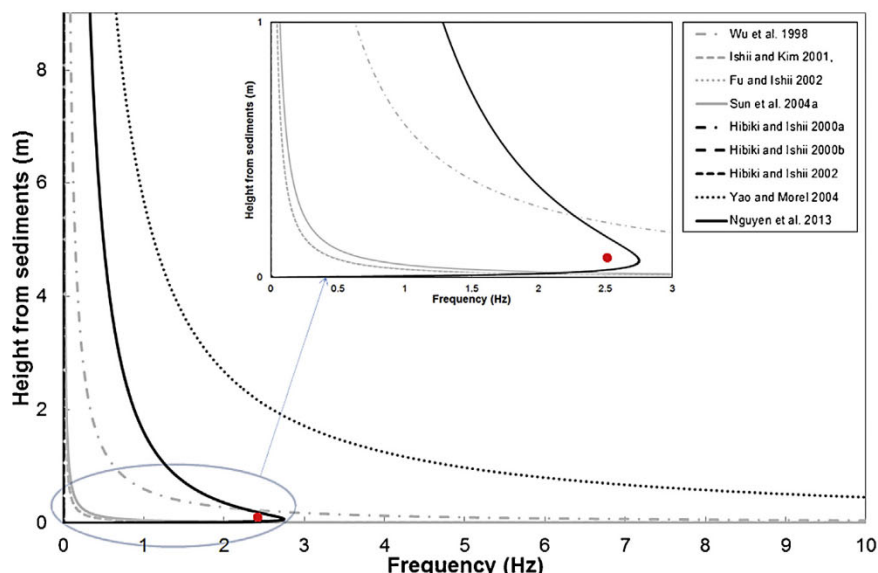 8
6
4
2
0
Height from sediments (m)
0 1 2 3 4 5 6 7 8 9 10
Frequency (Hz)
1
0
Height from sediments (m)
0 0.5 1 1.5 2 2.5 3
Frequency (Hz)
Wu et al. 1998
Ishii and Kim 2001,
Fu and Ishii 2002
Sun et al. 2004a
Hibiki and Ishii 2000a
Hibiki and Ishii 2000b
Hibiki and Ishii 2002
Yao and Morel 2004
Nguyen et al. 2013